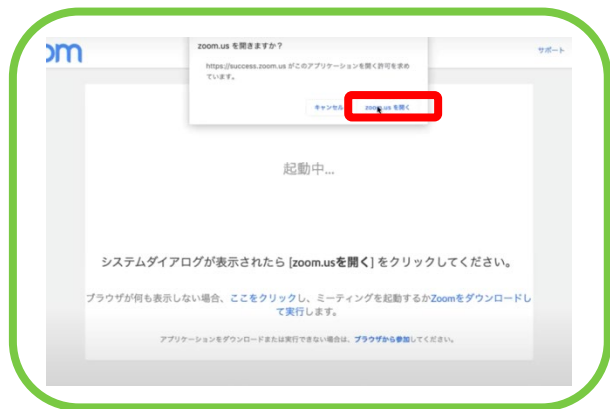 om
zoom.us を開きますか？
サポート
https://success.zoom.us がこのアプリケーションを開く許可を求め
ています。
キャンセル
zoom.us を開く
起動中...
システムダイアログが表示されたら [zoom.usを開く] をクリックしてください。
ブラウザが何も表示しない場合、ここをクリックし、ミーティングを起動するかZoomをダウンロードし
て実行します。
アプリケーションをダウンロードまたは実行できない場合は、ブラウザから参加してください。